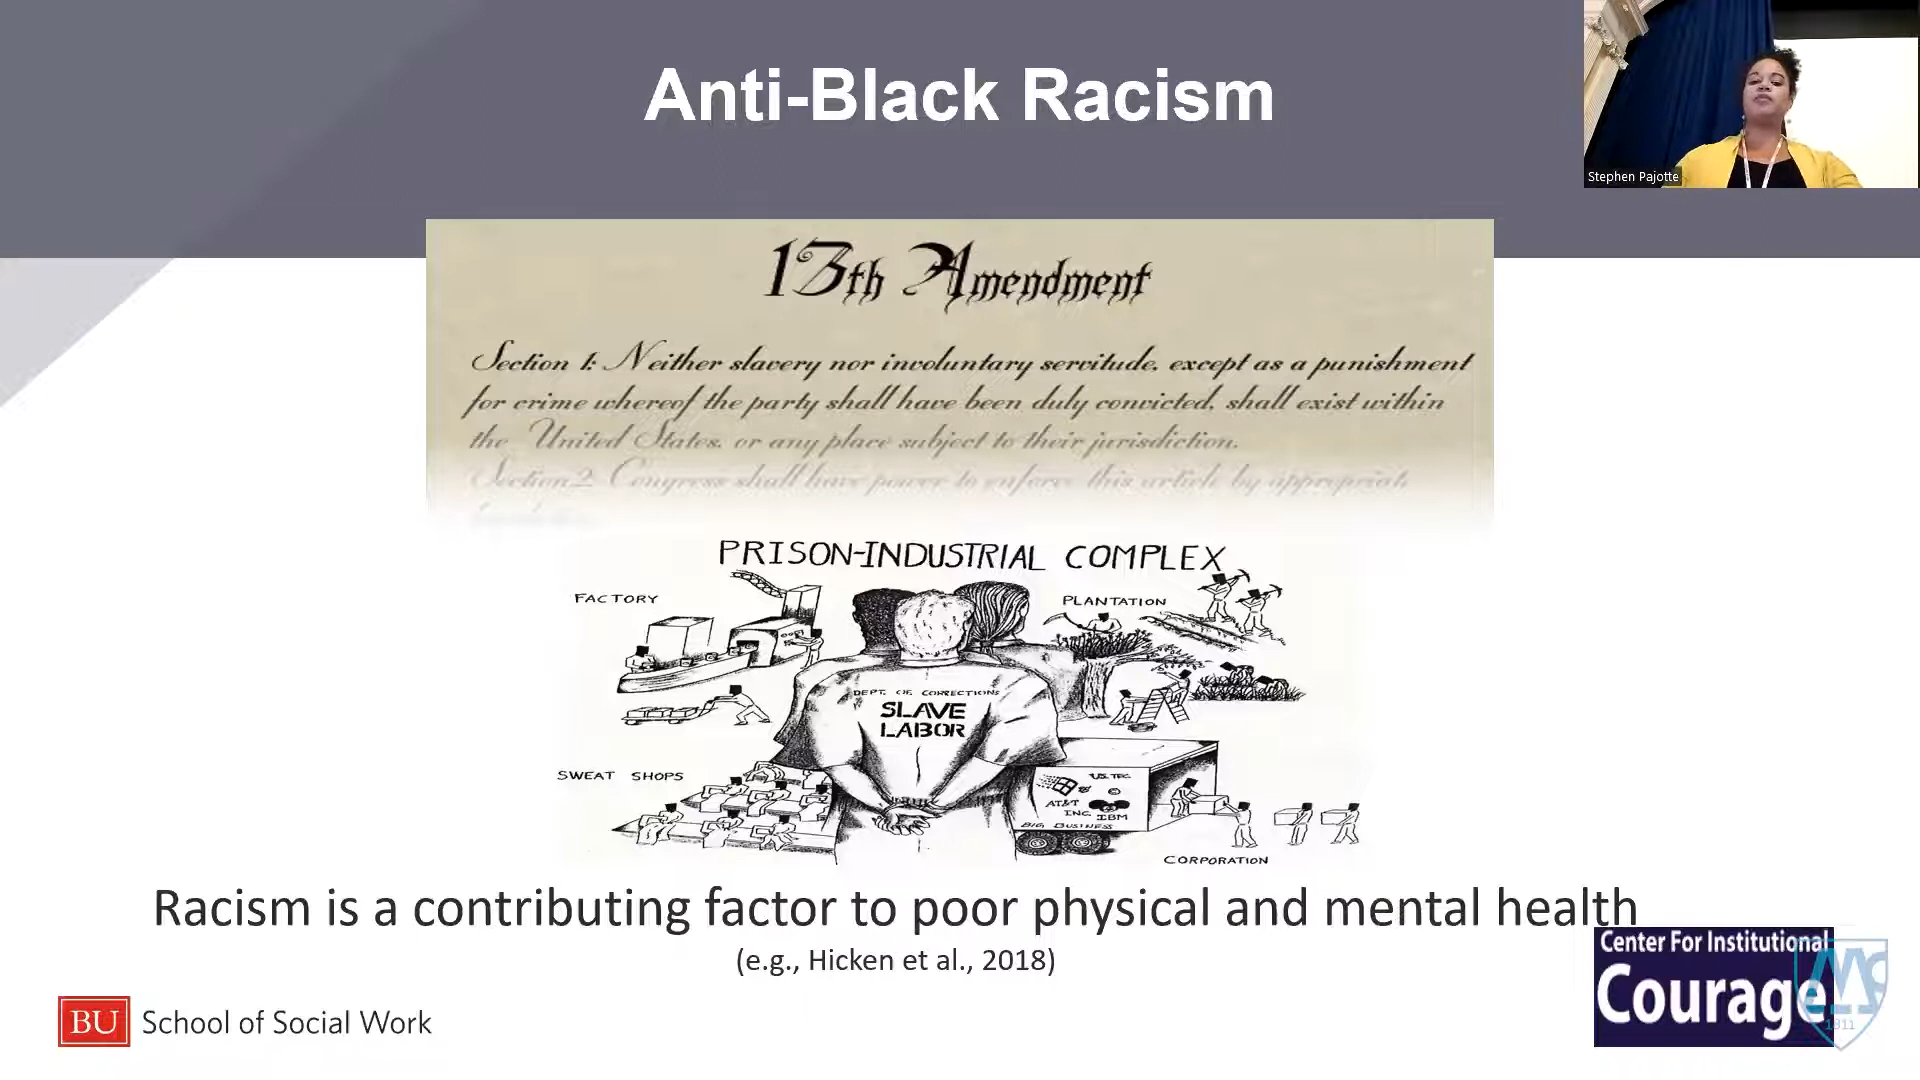 Anti-Black Racism
Stephen Pajotte
13th Amendment
Section 1: Neither slavery nor involuntary servitude, except as a punishment
for crime whereof the party shall have been duly convicted, shall exist within
the United States, or any place subject to their jurisdiction.
Section 2: Congress shall have power to enforce this article by appropriate
PRISON-INDUSTRIAL COMPLEX
FACTORY
PLANTATION
DEPT. OF CORRECTIONS
SLAVE
LABOR
SWEAT SHOPS
AT&T
INC. IBM
BIG BUSINESS
CORPORATION
Racism is a contributing factor to poor physical and mental health
(e.g., Hicken et al., 2018)
BU School of Social Work
Center For Institutional
Courage
1811